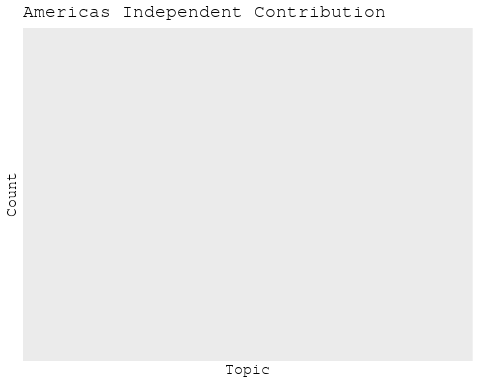 Americas Independent Contribution
Count
Topic